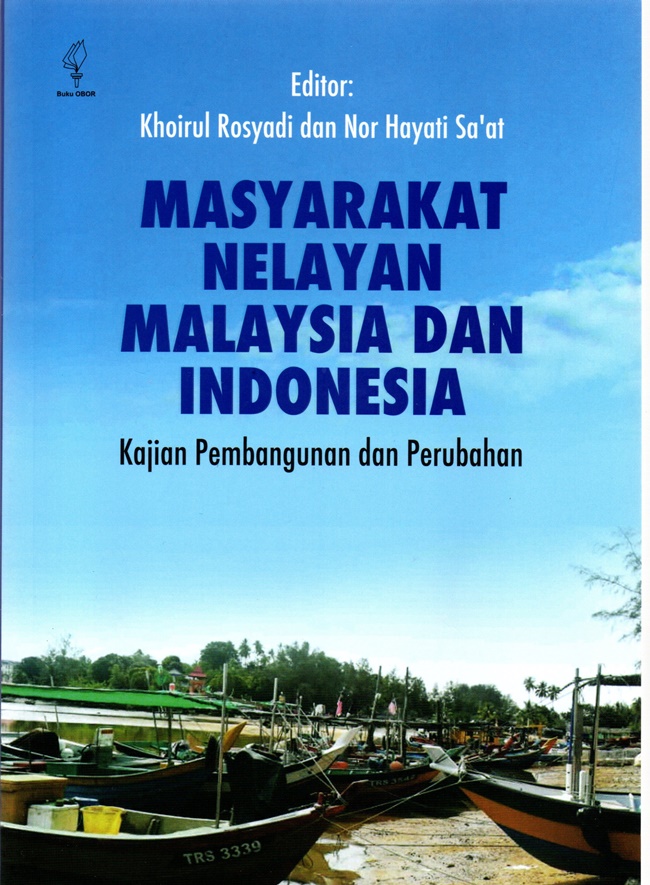 Buku OBOR
Editor:
Khoirul Rosyadi dan Nor Hayati Sa'at
MASYARAKAT
NELAYAN
MALAYSIA DAN
INDONESIA
Kajian Pembangunan dan Perubahan
TRS 3339